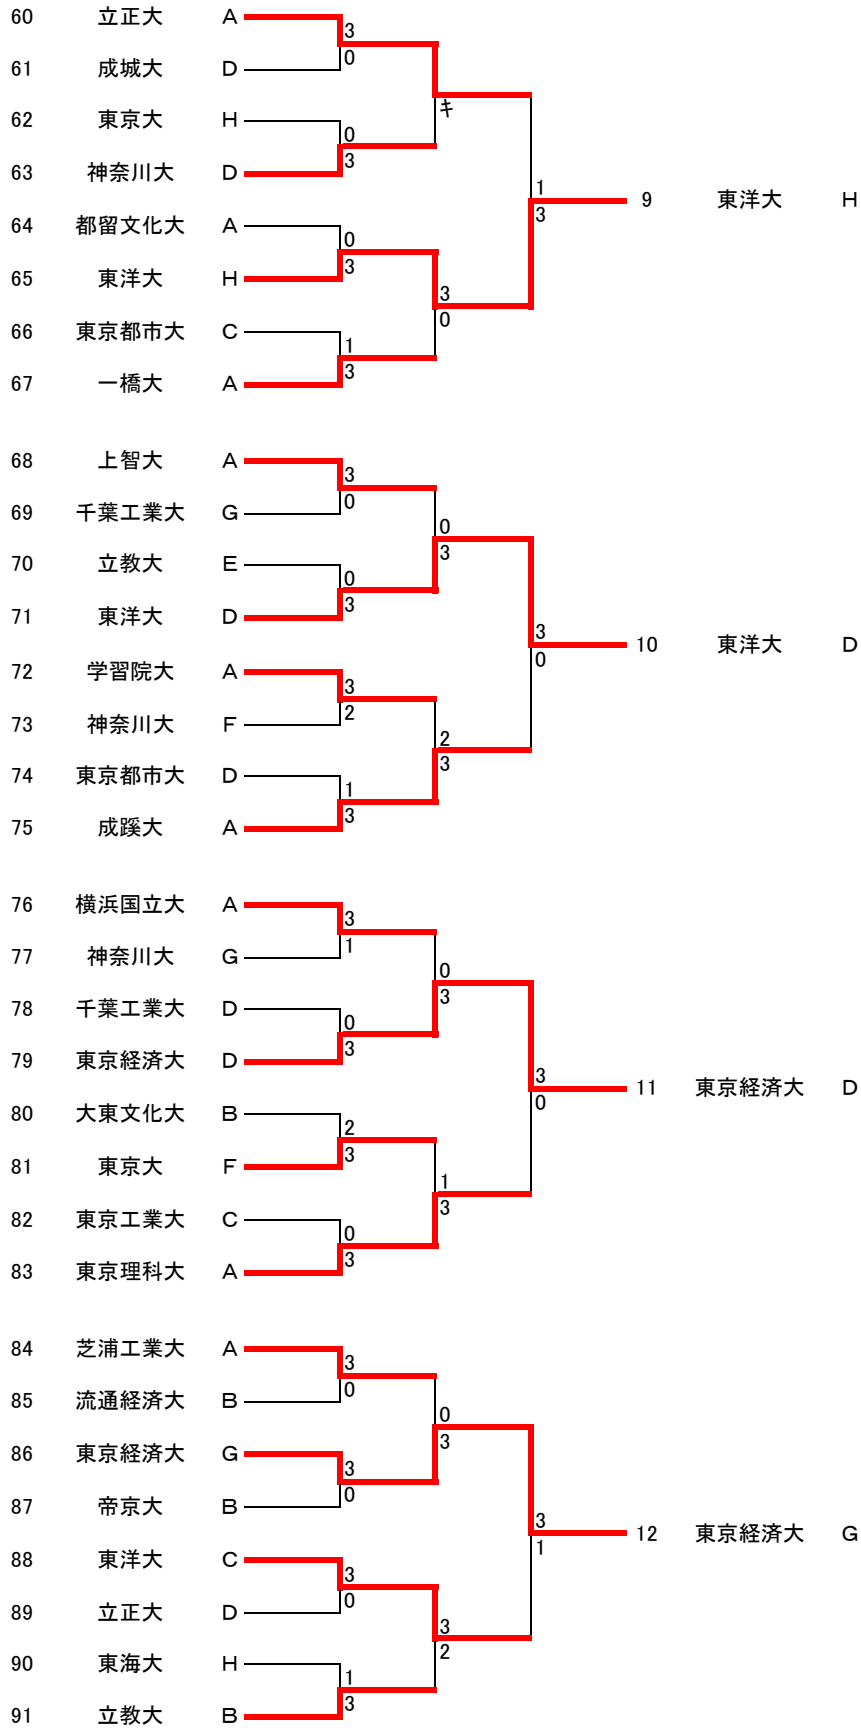 60 立正大 A
3
0
61 成城大 D
キ
62 東京大 H
0
3
63 神奈川大 D
1
9 東洋大 H
3
64 都留文化大 A
0
3
65 東洋大 H
3
0
66 東京都市大 C
1
3
67 一橋大 A
68 上智大 A
3
0
69 千葉工業大 G
0
3
70 立教大 E
0
3
71 東洋大 D
3
10 東洋大 D
0
72 学習院大 A
3
2
73 神奈川大 F
2
3
74 東京都市大 D
1
3
75 成蹊大 A
76 横浜国立大 A
3
1
77 神奈川大 G
0
3
78 千葉工業大 D
0
3
79 東京経済大 D
3
11 東京経済大 D
0
80 大東文化大 B
2
3
81 東京大 F
1
3
82 東京工業大 C
0
3
83 東京理科大 A
84 芝浦工業大 A
3
0
85 流通経済大 B
0
3
86 東京経済大 G
3
0
87 帝京大 B
3
12 東京経済大 G
1
88 東洋大 C
3
0
89 立正大 D
3
2
90 東海大 H
1
3
91 立教大 B